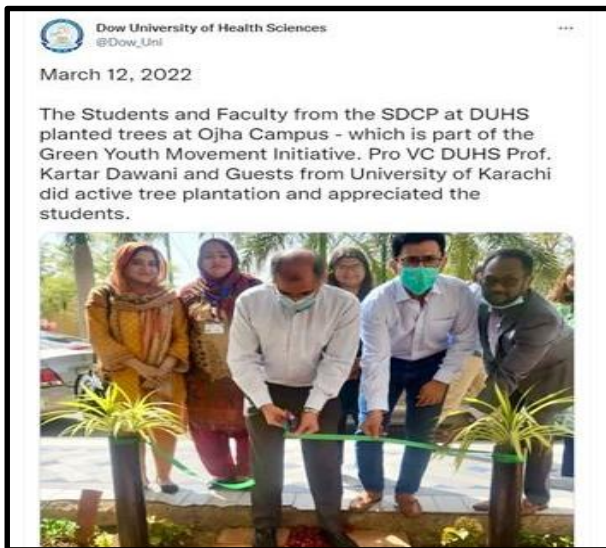 Dow University of Health Sciences
@Dow_Uni
March 12, 2022
The Students and Faculty from the SDCP at DUHS
planted trees at Ojha Campus - which is part of the
Green Youth Movement Initiative. Pro VC DUHS Prof.
Kartar Dawani and Guests from University of Karachi
did active tree plantation and appreciated the
students.